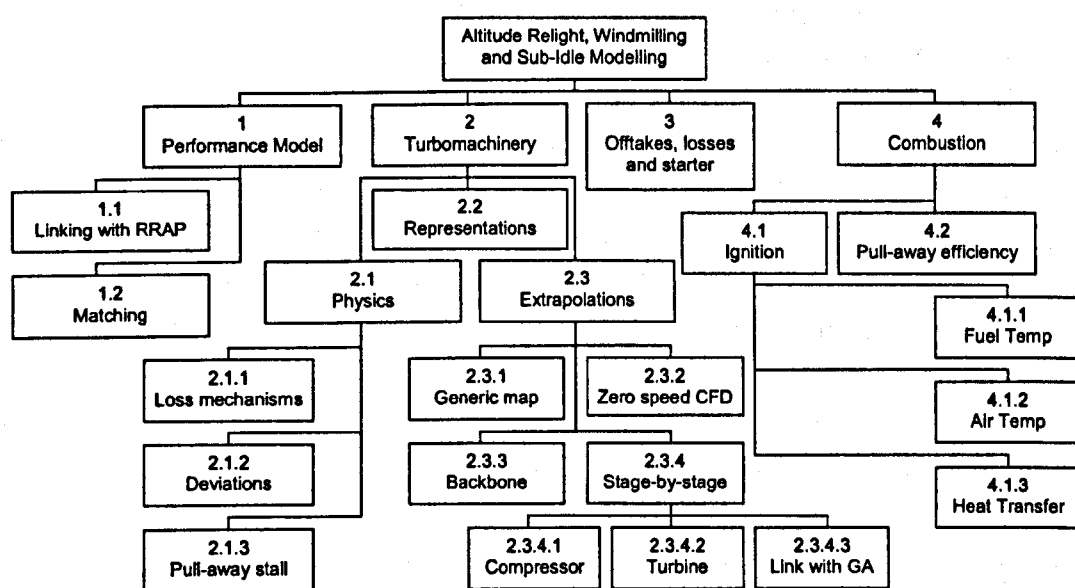 Altitude Relight, Windmilling
and Sub-Idle Modelling
1
Performance Model
2
Turbomachinery
3
Offtakes, losses
and starter
4
Combustion
1.1
Linking with RRAP
1.2
Matching
2.2
Representations
2.1
Physics
2.3
Extrapolations
4.1
Ignition
4.2
Pull-away efficiency
4.1.1
Fuel Temp
4.1.2
Air Temp
4.1.3
Heat Transfer
2.1.1
Loss mechanisms
2.1.2
Deviations
2.1.3
Pull-away stall
2.3.1
Generic map
2.3.2
Zero speed CFD
2.3.3
Backbone
2.3.4
Stage-by-stage
2.3.4.1
Compressor
2.3.4.2
Turbine
2.3.4.3
Link with GA